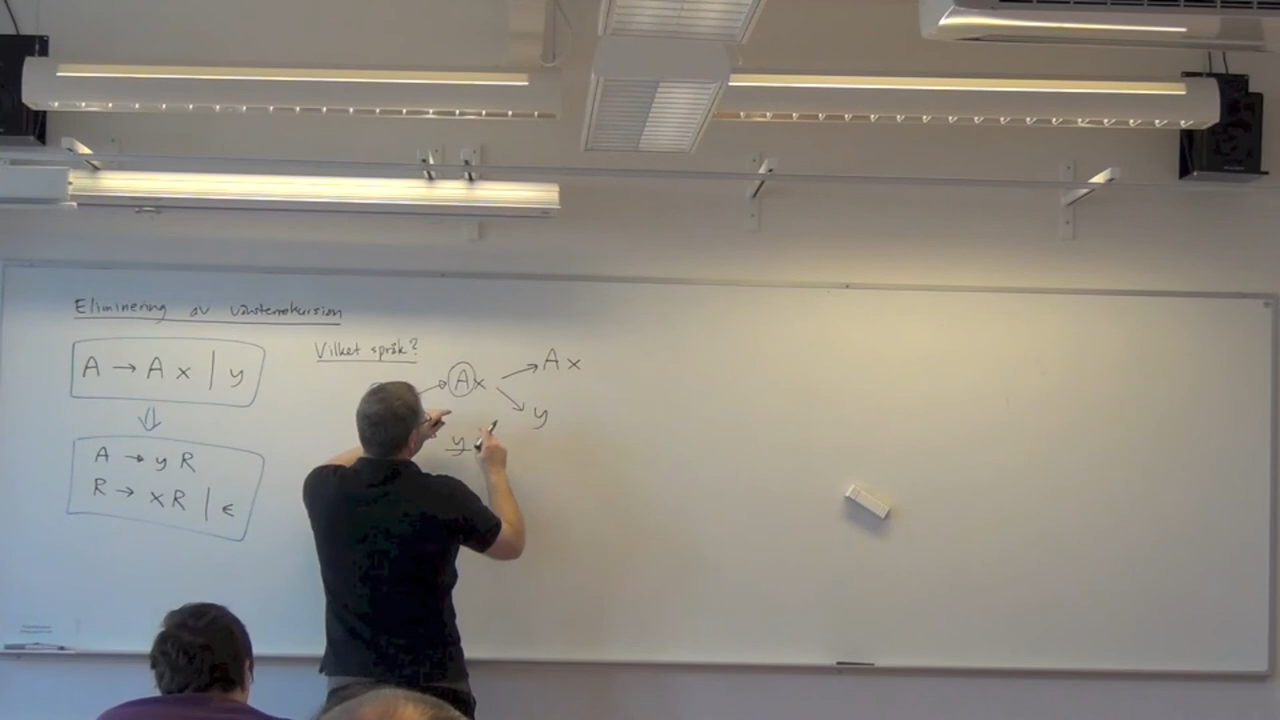 Eliminering av vänsterrekursion
A → A x | y
⇓
A → y R
R → x R | ε
Vilket språk?
→ A x → A x
→ y
y